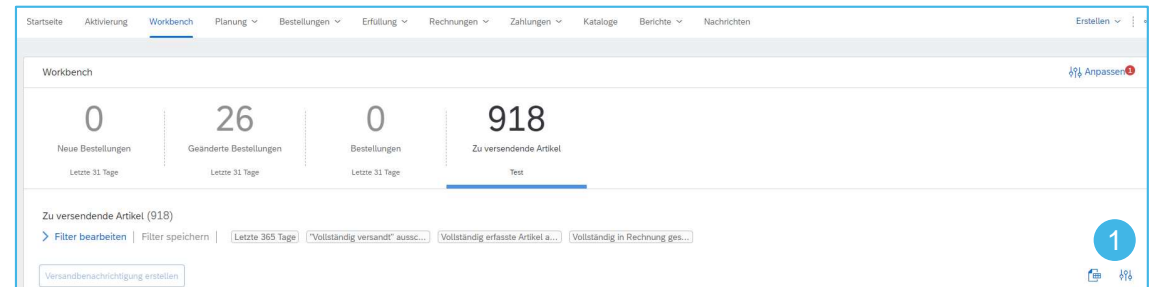 Startseite Aktivierung Workbench Planung Bestellungen Erfüllung Rechnungen Zahlungen Kataloge Berichte Nachrichten Erstellen
Workbench Anpassen 1
0 26 0 918
Neue Bestellungen Geänderte Bestellungen Bestellungen Zu versendende Artikel
Letzte 31 Tage Letzte 31 Tage Letzte 31 Tage Test
Zu versendende Artikel (918)
Filter bearbeiten | Filter speichern | Letzte 365 Tage "Vollständig versandt" aussc... Vollständig erfasste Artikel a... Vollständig in Rechnung ges...
1
Versandbenachrichtigung erstellen